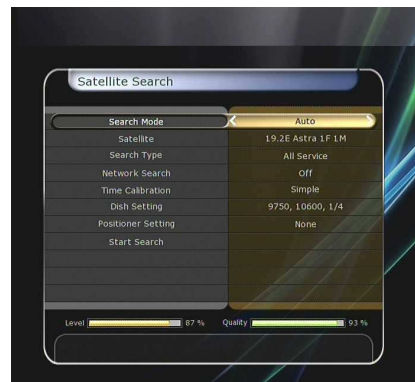 Satellite Search
Search Mode Auto
Satellite 19.2E Astra 1F 1M
Search Type All Service
Network Search Off
Time Calibration Simple
Dish Setting 9750, 10600, 1/4
Positioner Setting None
Start Search
Level 87 % Quality 93 %